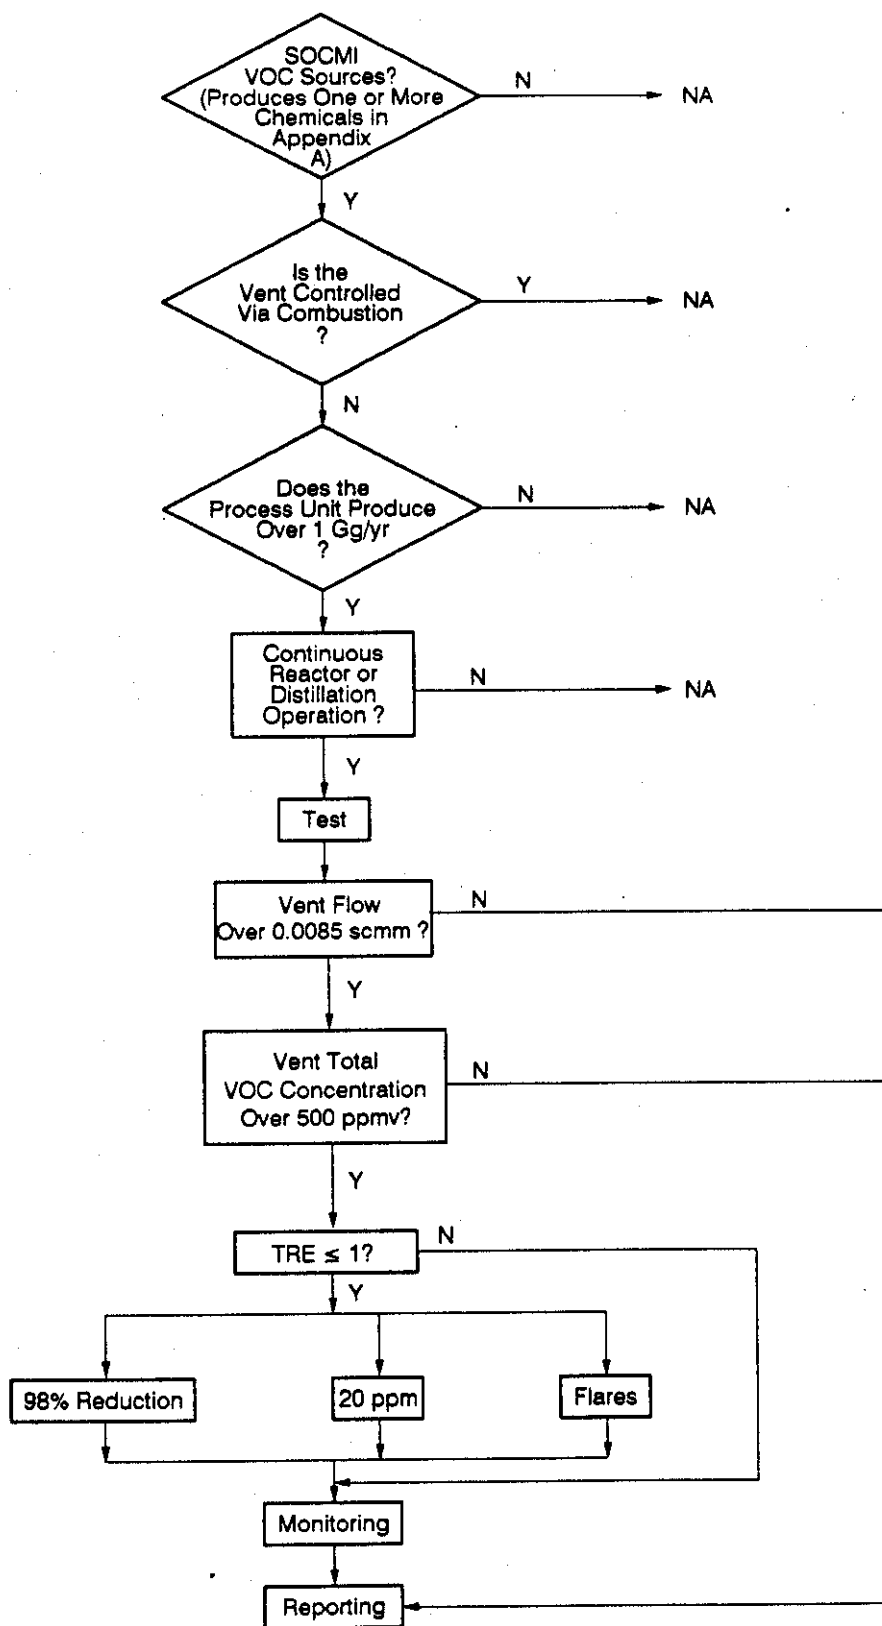 SOCMI
VOC Sources?
(Produces One or More
Chemicals in
Appendix
A)
N
NA
Y
Is the
Vent Controlled
Via Combustion
?
Y
NA
N
Does the
Process Unit Produce
Over 1 Gg/yr
?
N
NA
Y
Continuous
Reactor or
Distillation
Operation ?
N
NA
Y
Test
Vent Flow
Over 0.0085 scmm ?
N
Y
Vent Total
VOC Concentration
Over 500 ppmv?
N
Y
TRE ≤ 1?
N
Y
98% Reduction
20 ppm
Flares
Monitoring
Reporting